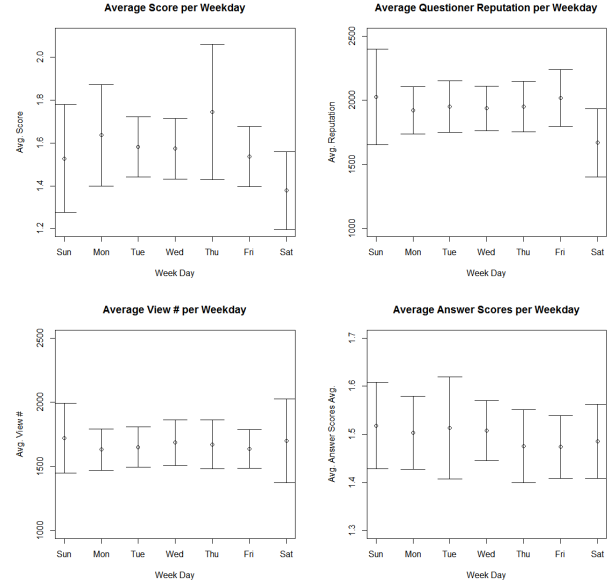 Average Score per Weekday
Avg. Score
2.0
1.8
1.6
1.4
1.2
Sun Mon Tue Wed Thu Fri Sat
Week Day
Average Questioner Reputation per Weekday
Avg. Reputation
2500
2000
1500
1000
Sun Mon Tue Wed Thu Fri Sat
Week Day
Average View # per Weekday
Avg. View #
2500
2000
1500
1000
Sun Mon Tue Wed Thu Fri Sat
Week Day
Average Answer Scores per Weekday
Avg. Answer Scores Avg.
1.7
1.6
1.5
1.4
1.3
Sun Mon Tue Wed Thu Fri Sat
Week Day